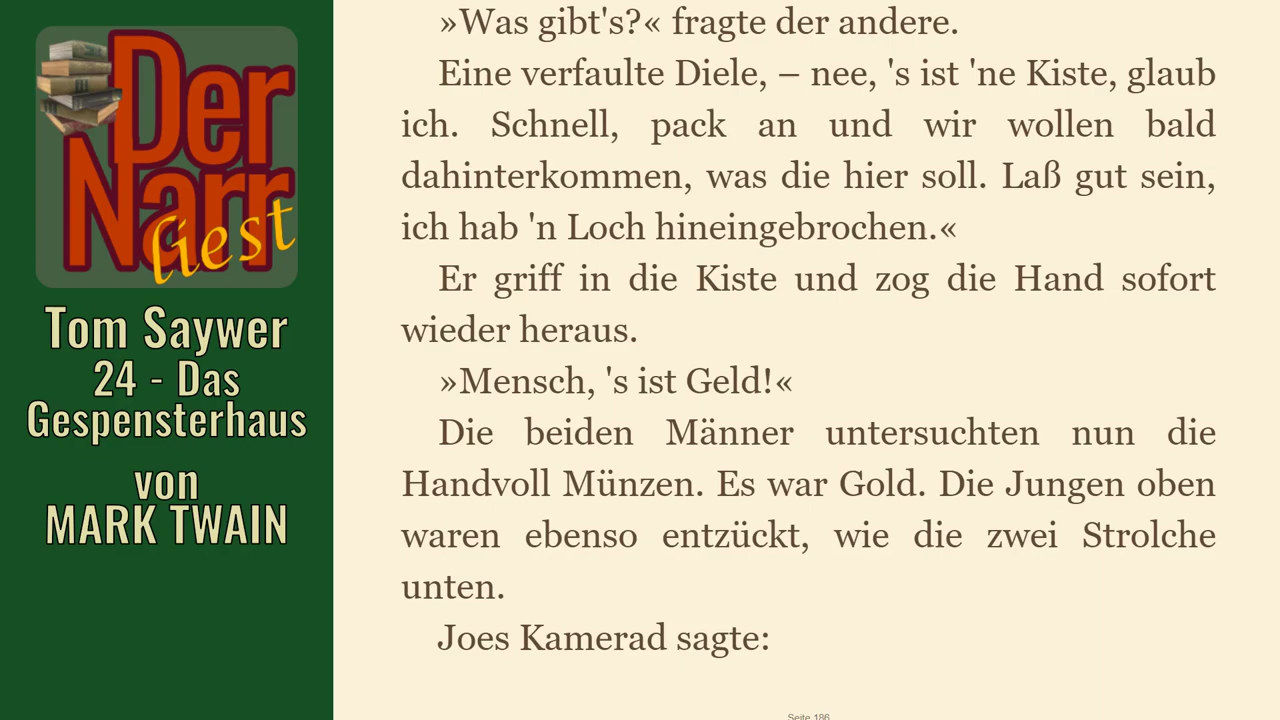 Der
Narr
liest
Tom Saywer
24 - Das
Gespensterhaus
von
MARK TWAIN
»Was gibt's?« fragte der andere.
Eine verfaulte Diele, – nee, 's ist 'ne Kiste, glaub
ich. Schnell, pack an und wir wollen bald
dahinterkommen, was die hier soll. Laß gut sein,
ich hab 'n Loch hineingebrochen.«
Er griff in die Kiste und zog die Hand sofort
wieder heraus.
»Mensch, 's ist Geld!«
Die beiden Männer untersuchten nun die
Handvoll Münzen. Es war Gold. Die Jungen oben
waren ebenso entzückt, wie die zwei Strolche
unten.
Joes Kamerad sagte:
Seite 186